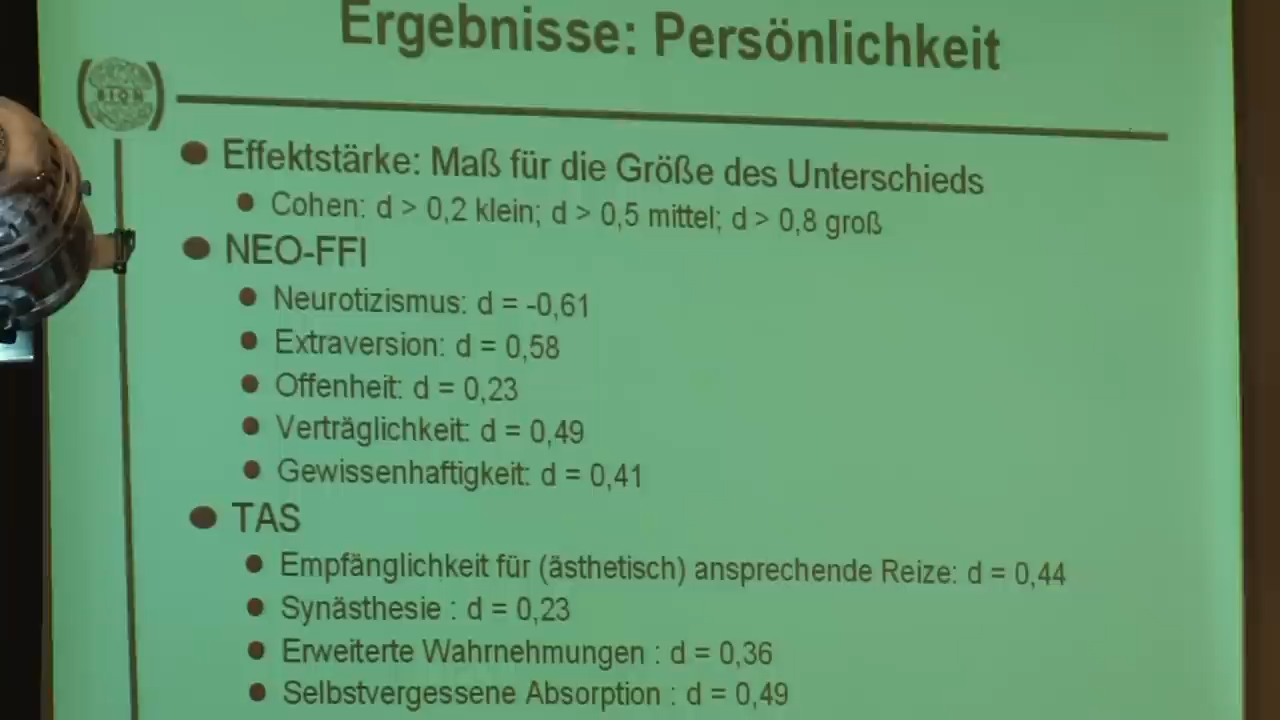 Ergebnisse: Persönlichkeit
Effektstärke: Maß für die Größe des Unterschieds
Cohen: d > 0,2 klein; d > 0,5 mittel; d > 0,8 groß
NEO-FFI
Neurotizismus: d = -0,61
Extraversion: d = 0,58
Offenheit: d = 0,23
Verträglichkeit: d = 0,49
Gewissenhaftigkeit: d = 0,41
TAS
Empfänglichkeit für (ästhetisch) ansprechende Reize: d = 0,44
Synästhesie : d = 0,23
Erweiterte Wahrnehmungen : d = 0,36
Selbstvergessene Absorption : d = 0,49